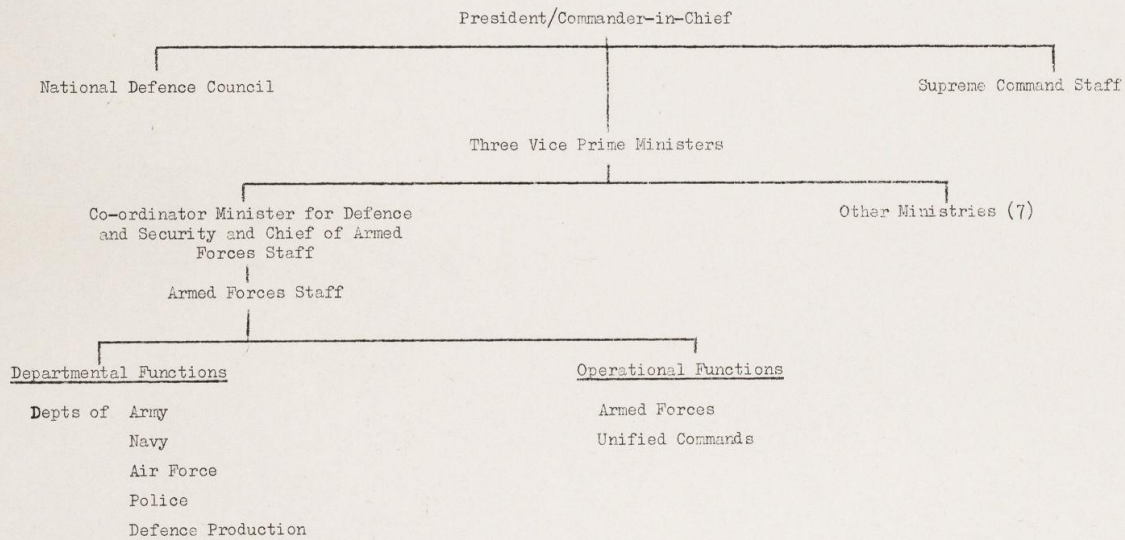 President/Commander-in-Chief
National Defence Council
Supreme Command Staff
Three Vice Prime Ministers
Co-ordinator Minister for Defence
and Security and Chief of Armed
Forces Staff
Other Ministries (7)
Armed Forces Staff
Departmental Functions
Depts of Army
Navy
Air Force
Police
Defence Production
Operational Functions
Armed Forces
Unified Commands